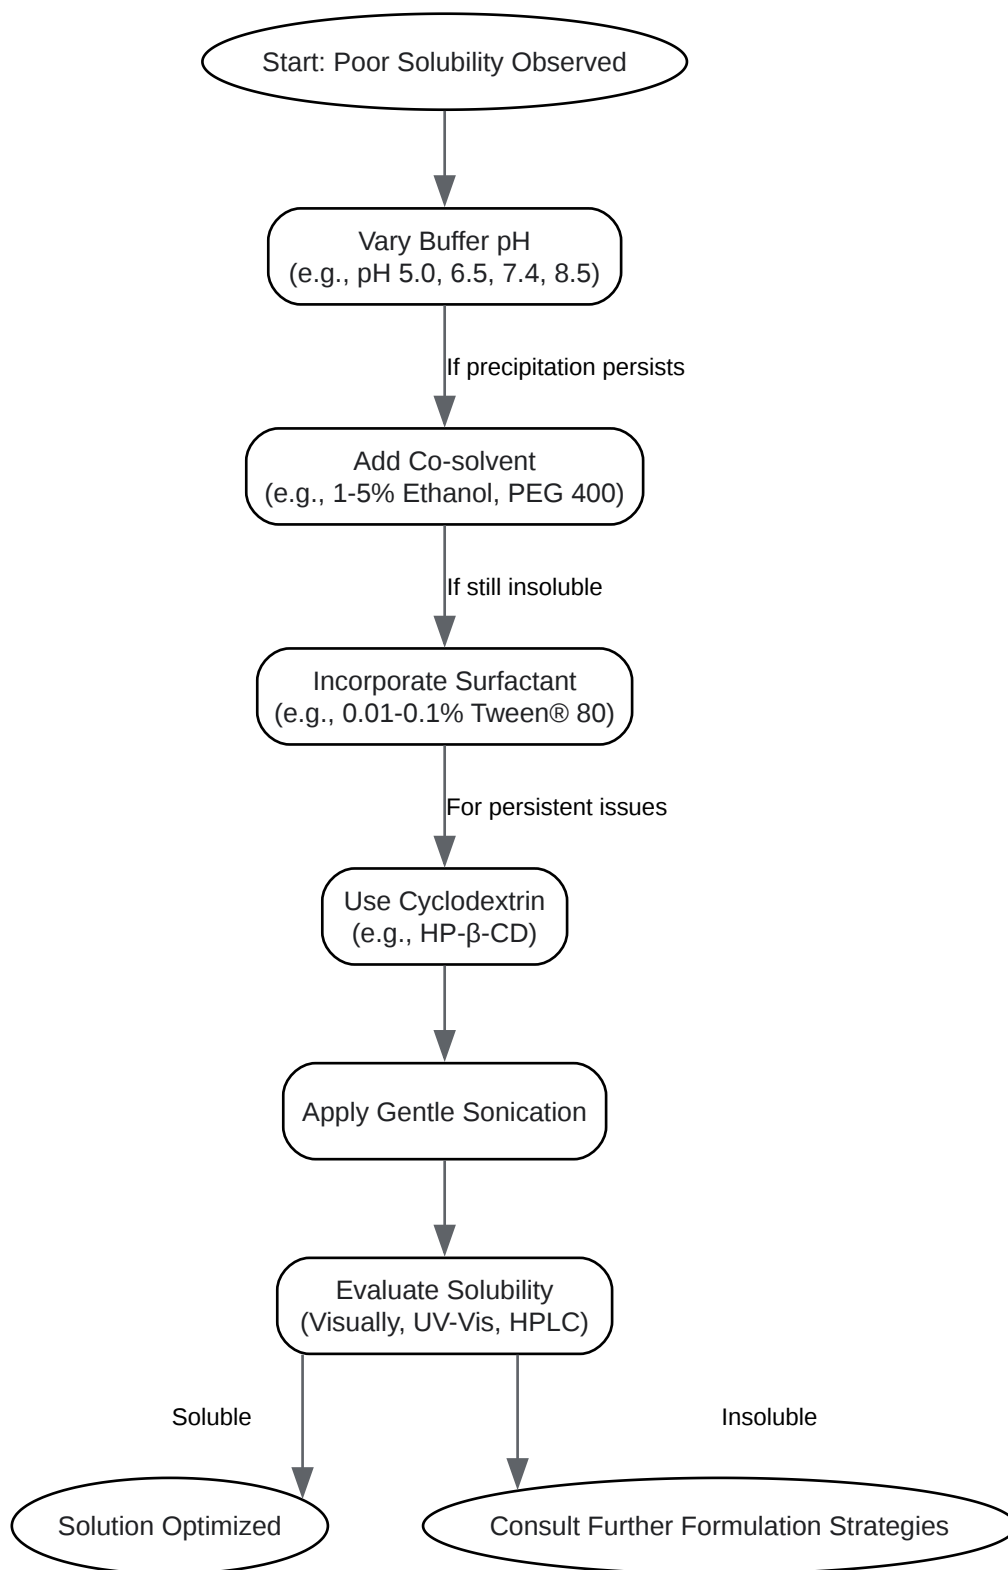 Start: Poor Solubility Observed
Vary Buffer pH
(e.g., pH 5.0, 6.5, 7.4, 8.5)
If precipitation persists
Add Co-solvent
(e.g., 1-5% Ethanol, PEG 400)
If still insoluble
Incorporate Surfactant
(e.g., 0.01-0.1% Tween® 80)
For persistent issues
Use Cyclodextrin
(e.g., HP-β-CD)
Apply Gentle Sonication
Evaluate Solubility
(Visually, UV-Vis, HPLC)
Soluble
Insoluble
Solution Optimized
Consult Further Formulation Strategies